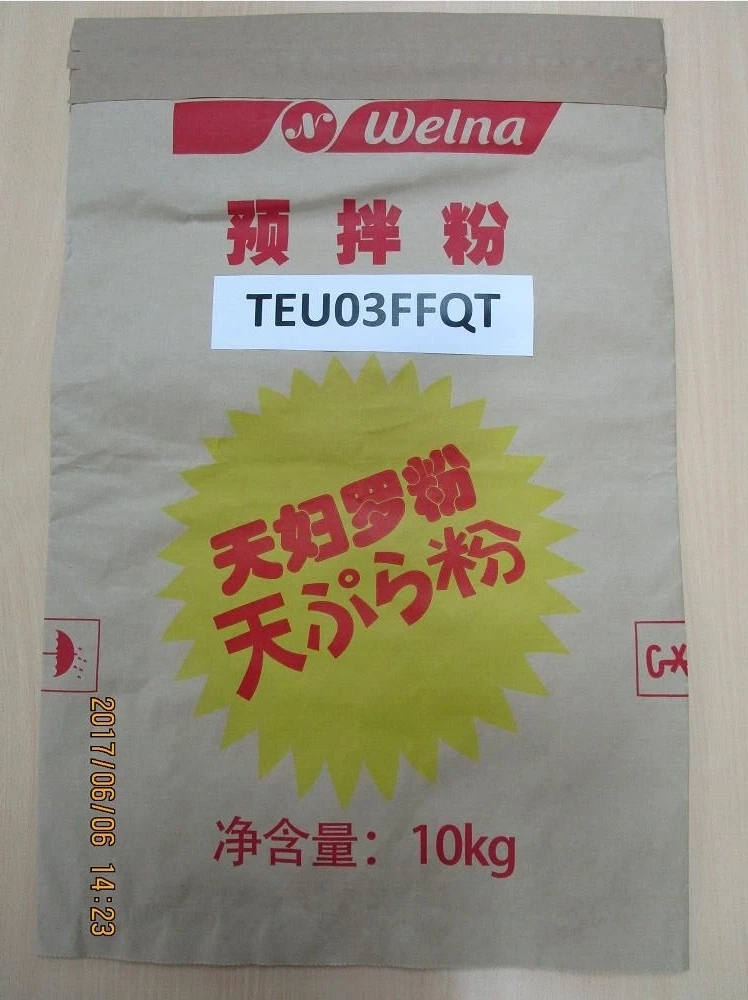 N Welna
预拌粉
TEU03FFQT
天妇罗粉
天ぷら粉
净含量：10kg
2017/06/06 14:23